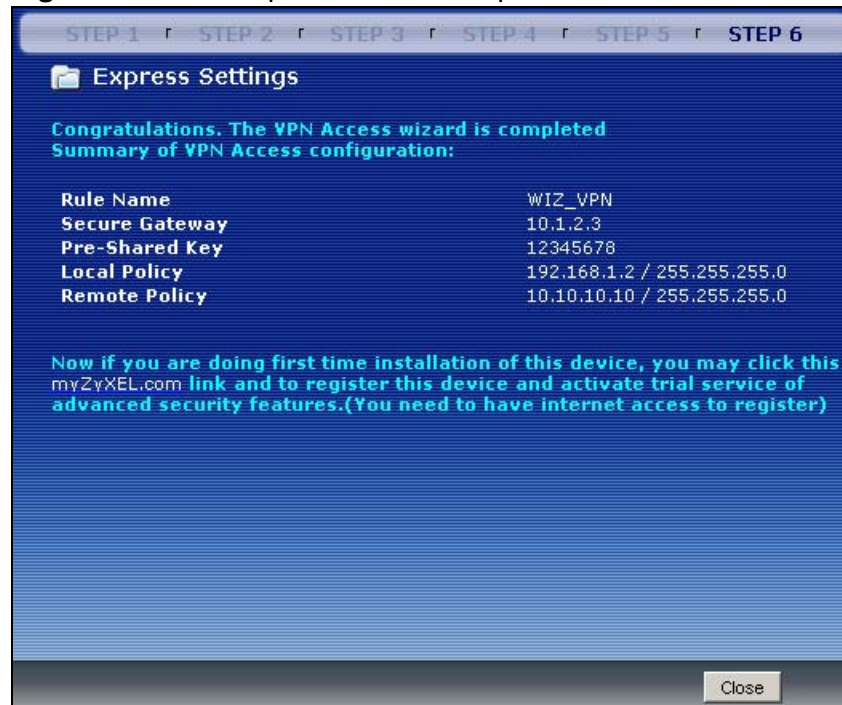 STEP 1 STEP 2 STEP 3 STEP 4 STEP 5 STEP 6
Express Settings
Congratulations. The VPN Access wizard is completed
Summary of VPN Access configuration:
Rule Name WIZ_VPN
Secure Gateway 10.1.2.3
Pre-Shared Key 12345678
Local Policy 192.168.1.2 / 255.255.255.0
Remote Policy 10.10.10.10 / 255.255.255.0
Now if you are doing first time installation of this device, you may click this
myZyXEL.com link and to register this device and activate trial service of
advanced security features.(You need to have internet access to register)
Close